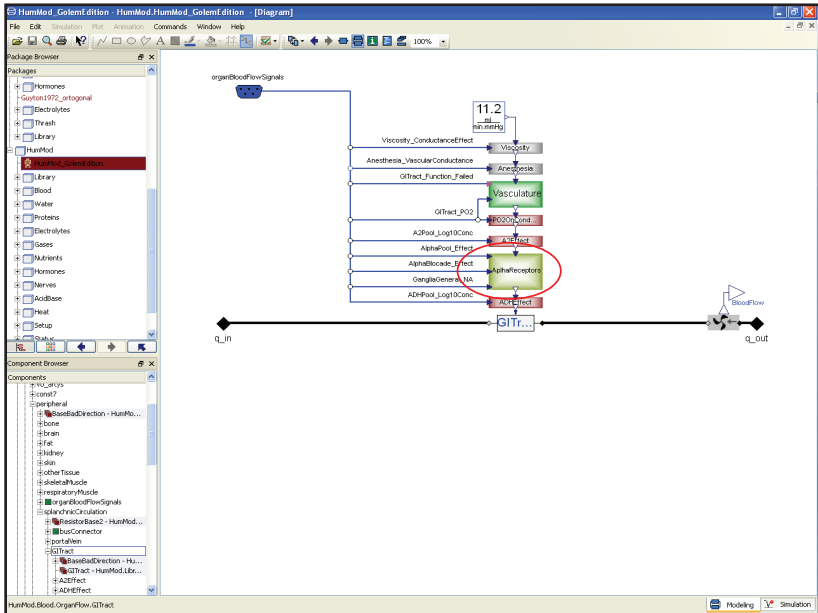 HumMod_GolemEdition - HumMod.HumMod_GolemEdition - [Diagram]
File Edit Simulation Plot Animation Commands Window Help
100%
Package Browser
Packages
Hormones
Guyton1972_ortogonal
Electrolytes
Thrash
Library
HumMod
HumMod_GolemEdition
Library
Blood
Water
Proteins
Electrolytes
Gases
Nutrients
Hormones
Nerves
AcidBase
Heat
Setup
Status
Component Browser
Components
const7
peripheral
BaseBadDirection - HumMo...
bone
brain
fat
kidney
skin
otherTissue
skeletalMusde
respiratoryMusde
organBloodFlowSignals
splanchnicCirculation
ResistorBase2 - HumMod...
busConnector
portalVein
GITract
BaseBadDirection - Hu...
GITract - HumMod.Libr...
A2Effect
ADHEffect
organBloodFlowSignals
11.2
ml
min.mmHg
Viscosity_ConductanceEffect
Viscosity
Anesthesia_VascularConductance
Anesthesia
GITract_Function_Failed
Vasculature
GITract_PO2
PO2OnCond...
A2Pool_Log10Conc
A2Effect
AlphaPool_Effect
AlphaBlocade_Effect
AplhaReceptors
GangliaGeneral_NA
ADHPool_Log10Conc
ADHEffect
GITr...
BloodFlow
q_in
q_out
HumMod.Blood.OrganFlow.GITract
Modeling
Simulation